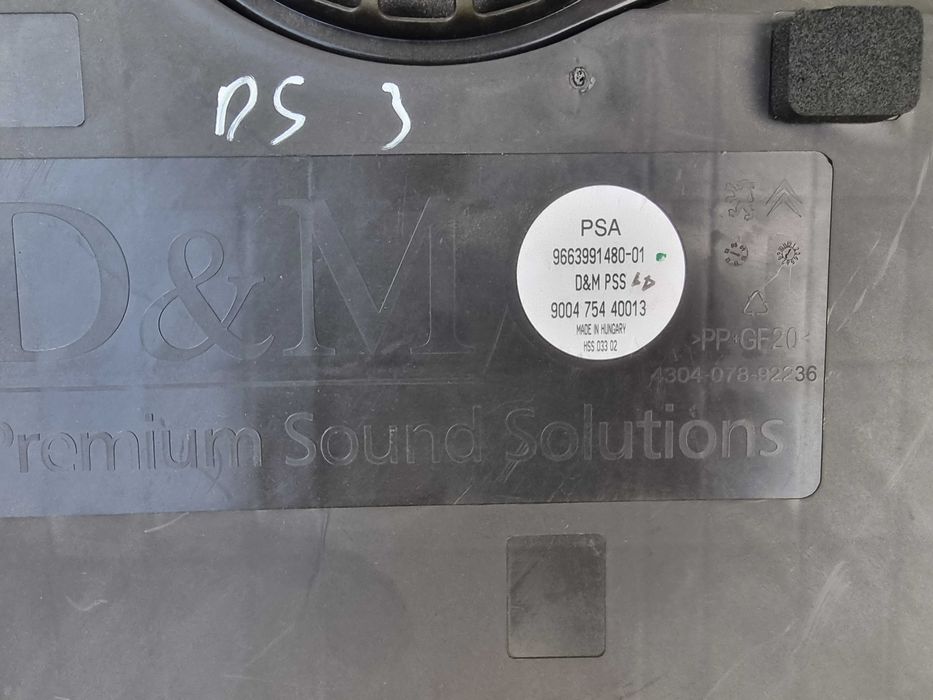 DS 3
D&M
PSA
9663991480-01
D&M PSS
9004 754 40013
MADE IN HUNGARY
HSS 033 02
>PP+GF20<
4304-078-92236
Premium Sound Solutions